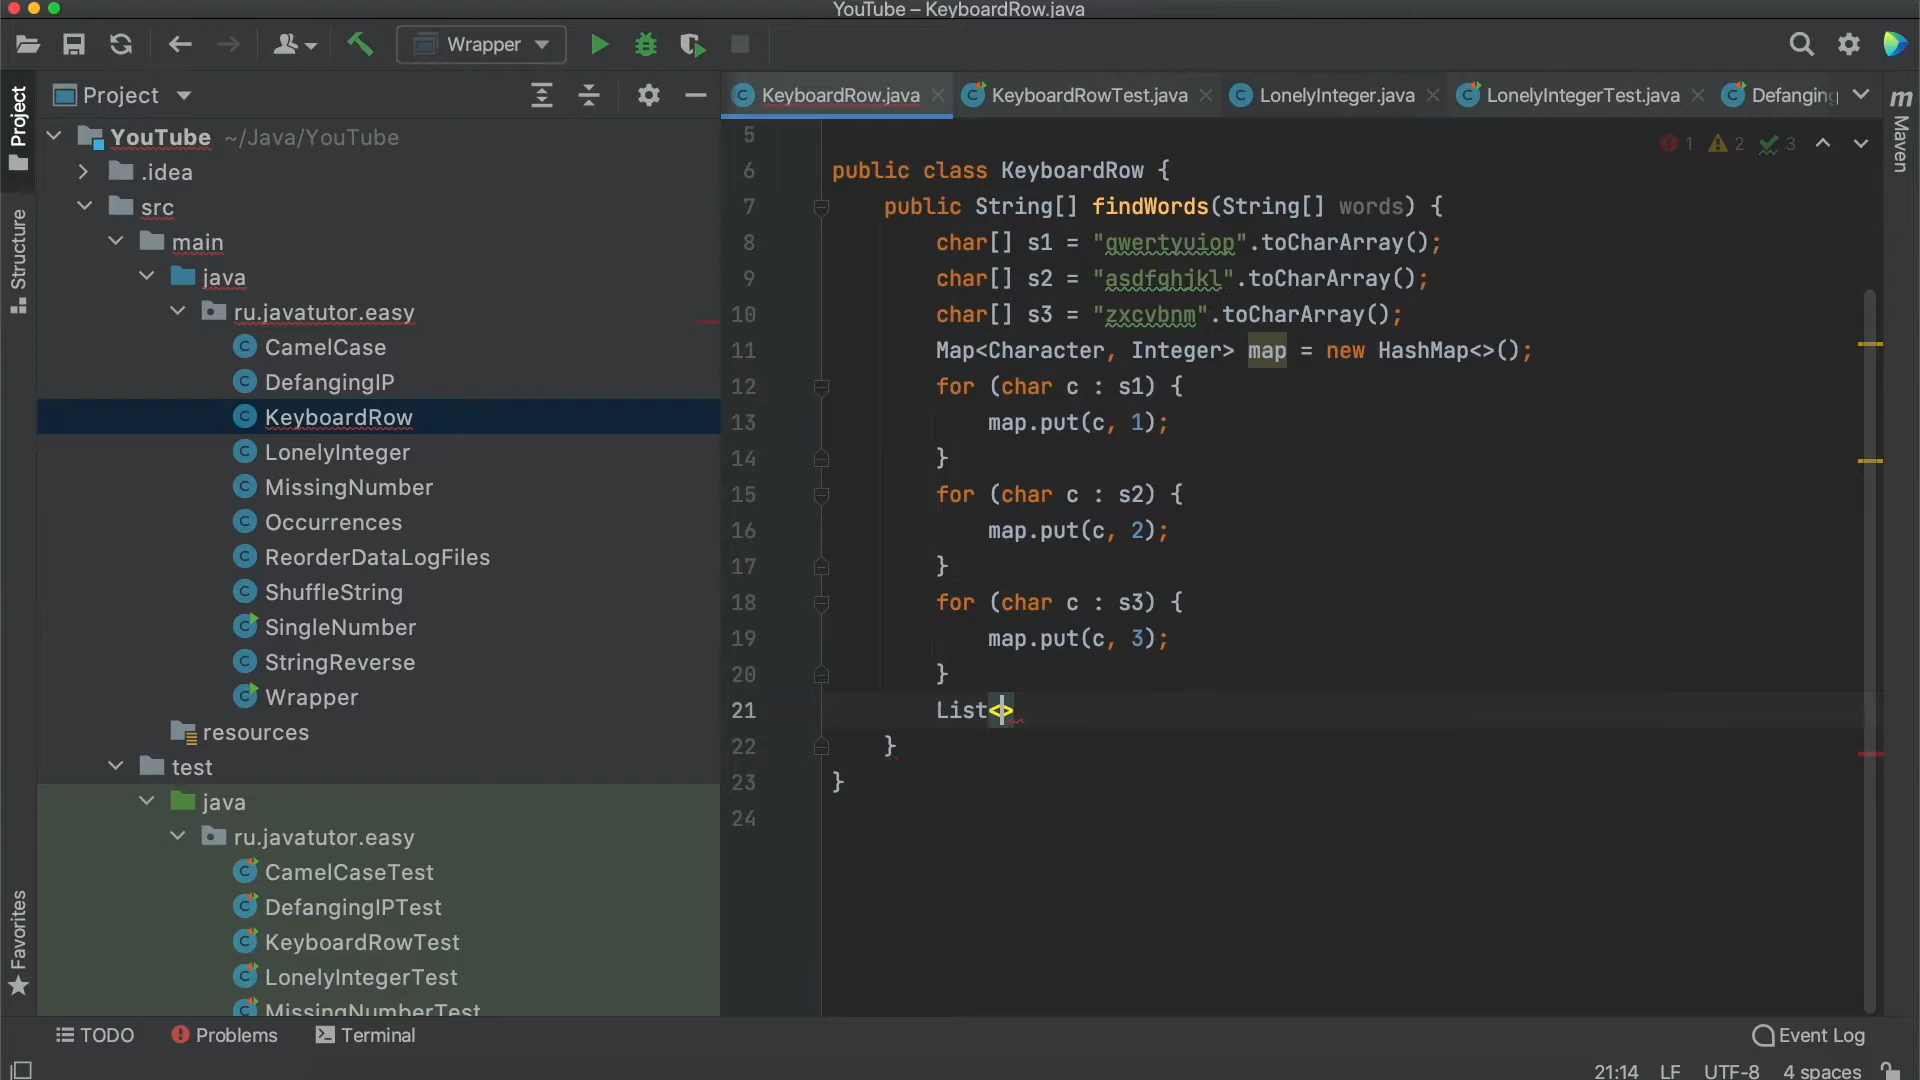 YouTube – KeyboardRow.java
Wrapper
Project
KeyboardRow.java
KeyboardRowTest.java
LonelyInteger.java
LonelyIntegerTest.java
Defanging
Project
Structure
Favorites
m
Maven
YouTube ~/Java/YouTube
.idea
src
main
java
ru.javatutor.easy
CamelCase
DefangingIP
KeyboardRow
LonelyInteger
MissingNumber
Occurrences
ReorderDataLogFiles
ShuffleString
SingleNumber
StringReverse
Wrapper
resources
test
java
ru.javatutor.easy
CamelCaseTest
DefangingIPTest
KeyboardRowTest
LonelyIntegerTest
MissingNumberTest
1 2 3
5
6 public class KeyboardRow {
7 public String[] findWords(String[] words) {
8 char[] s1 = "qwertyuiop".toCharArray();
9 char[] s2 = "asdfghjkl".toCharArray();
10 char[] s3 = "zxcvbnm".toCharArray();
11 Map<Character, Integer> map = new HashMap<>();
12 for (char c : s1) {
13 map.put(c, 1);
14 }
15 for (char c : s2) {
16 map.put(c, 2);
17 }
18 for (char c : s3) {
19 map.put(c, 3);
20 }
21 List<>
22 }
23 }
24
TODO
Problems
Terminal
Event Log
21:14 LF UTF-8 4 spaces